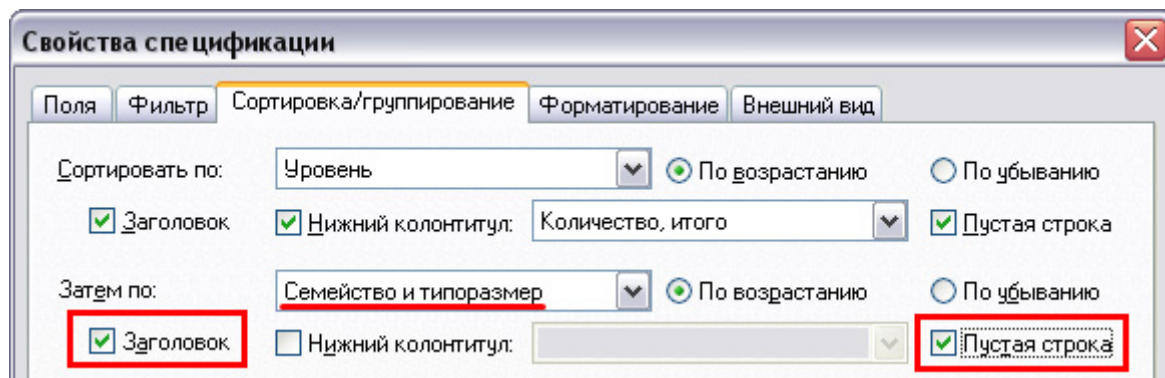 Свойства спецификации
Поля Фильтр Сортировка/группирование Форматирование Внешний вид
Сортировать по: Уровень По возрастанию По убыванию
Заголовок Нижний колонтитул: Количество, итого Пустая строка
Затем по: Семейство и типоразмер По возрастанию По убыванию
Заголовок Нижний колонтитул: Пустая строка